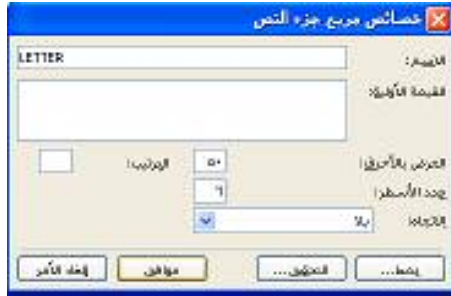 خصائص مربع جزء النص
الاسم: LETTER
القيمة الأولية:
العرض بالأحرف: ٥٠ الترتيب:
عدد الأسطر: ٦
الاتجاه: بلا
نمط... التحقق... موافق إلغاء الأمر